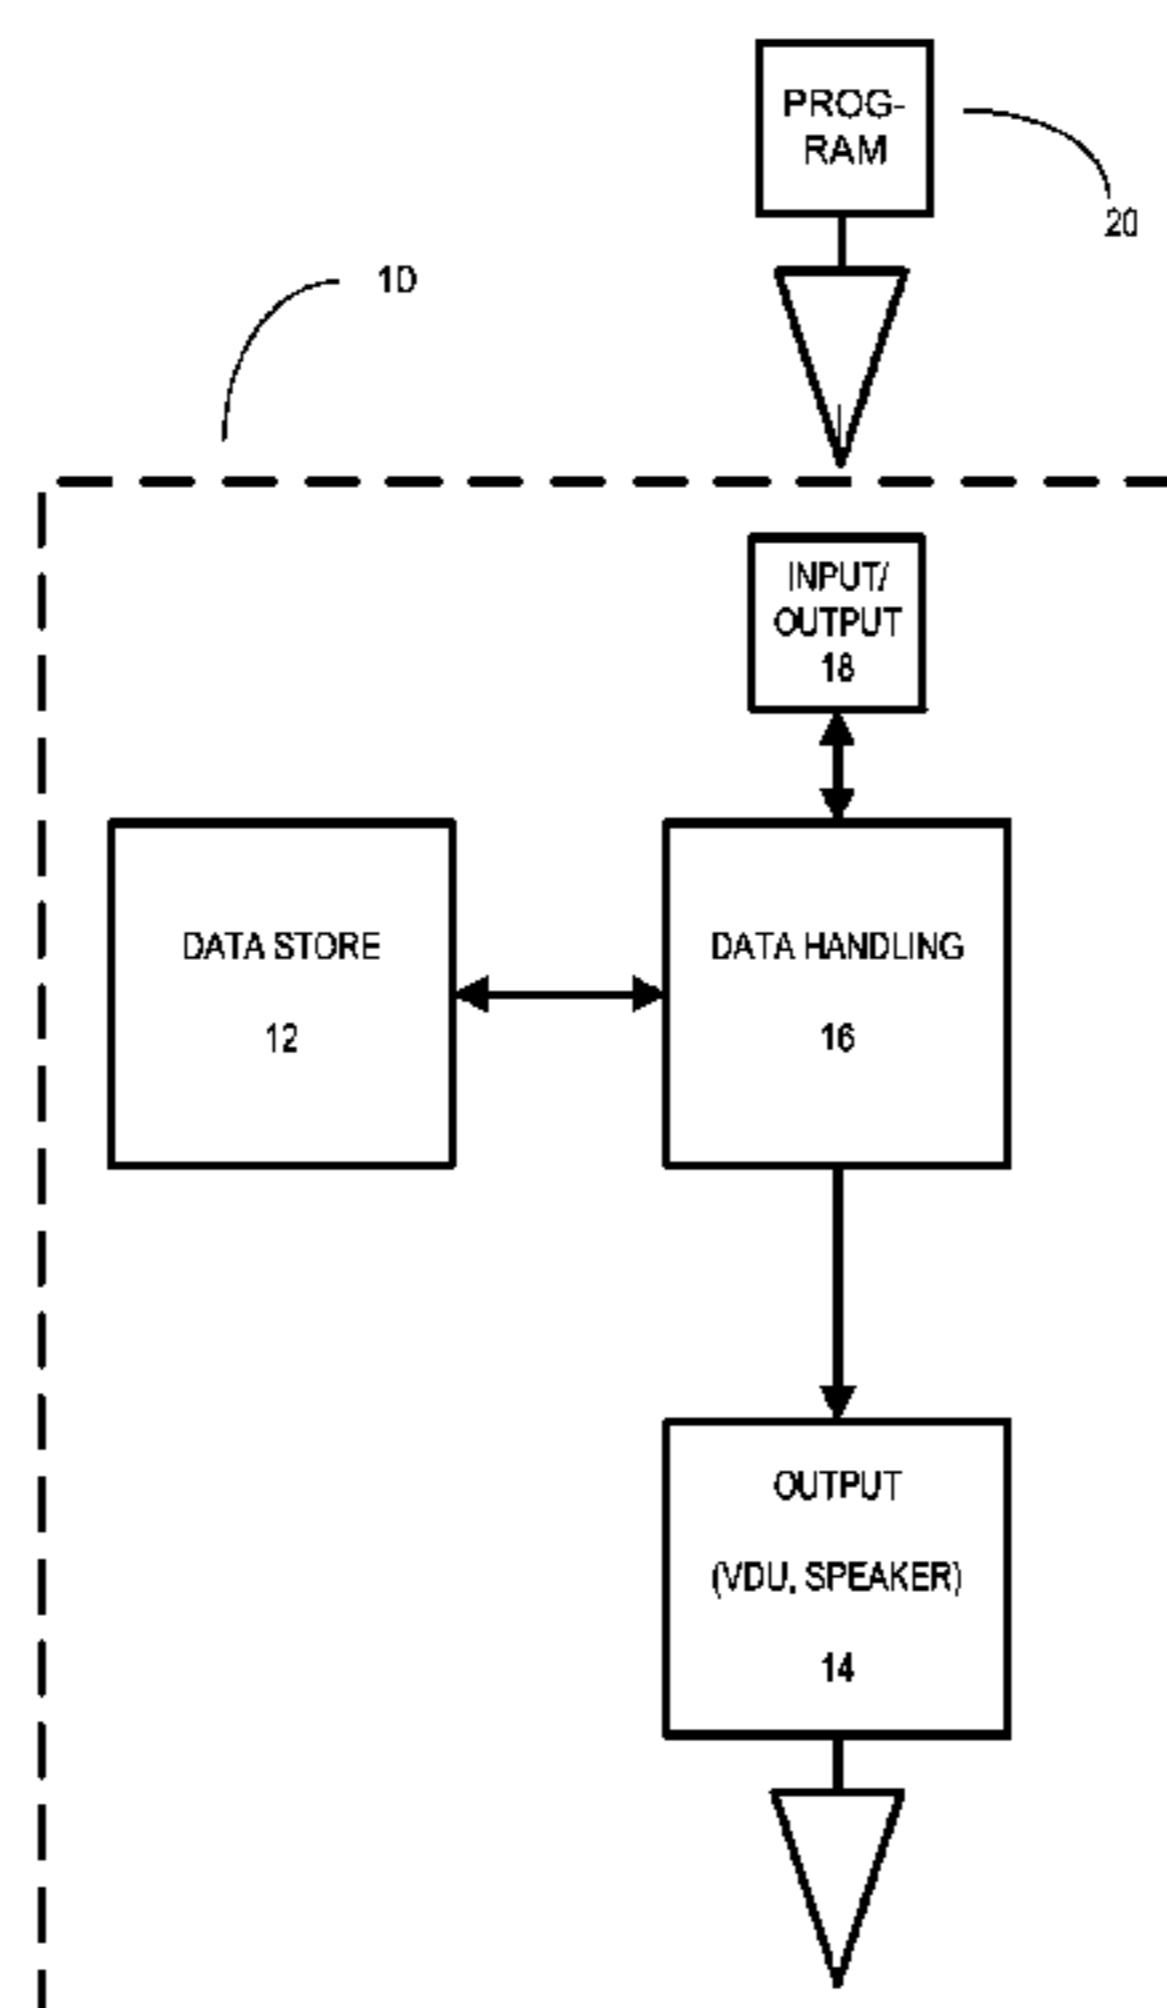 PROG-
RAM
20
10
INPUT/
OUTPUT
18
DATA STORE
12
DATA HANDLING
16
OUTPUT
(VDU, SPEAKER)
14